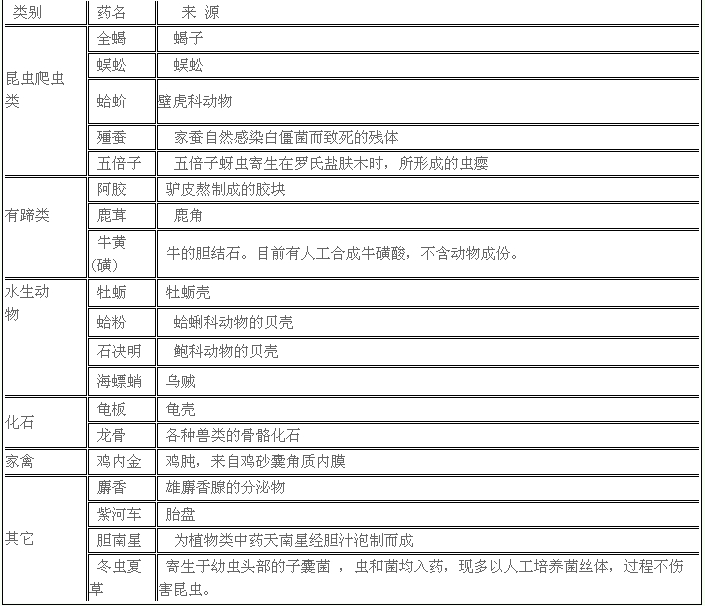 类别 药名 来 源
昆虫爬虫类 全蝎 蝎子
蜈蚣 蜈蚣
蛤蚧 壁虎科动物
殭蚕 家蚕自然感染白僵菌而致死的残体
五倍子 五倍子蚜虫寄生在罗氏盐肤木时，所形成的虫瘿
有蹄类 阿胶 驴皮熬制成的胶块
鹿茸 鹿角
牛黄(磺) 牛的胆结石。目前有人工合成牛磺酸，不含动物成份。
水生动物 牡蛎 牡蛎壳
蛤粉 蛤蜊科动物的贝壳
石决明 鲍科动物的贝壳
海螵蛸 乌贼
化石 龟板 龟壳
龙骨 各种兽类的骨骼化石
家禽 鸡内金 鸡肫，来自鸡砂囊角质内膜
其它 麝香 雄麝香腺的分泌物
紫河车 胎盘
胆南星 为植物类中药天南星经胆汁泡制而成
冬虫夏草 寄生于幼虫头部的子囊菌 ，虫和菌均入药，现多以人工培养菌丝体，过程不伤
害昆虫。